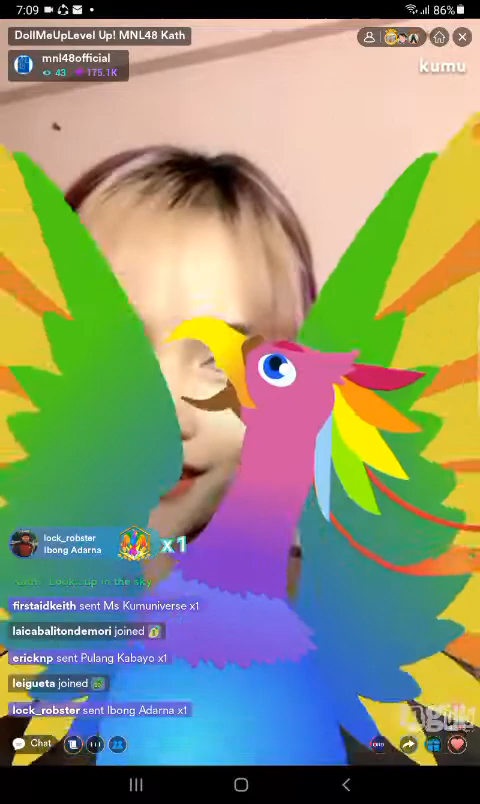 7:09
86%
DollMeUpLevel Up! MNL48 Kath
mnl48official
43 175.1K
kumu
lock_robster
Ibong Adarna
x1
Look...up in the sky
firstaidkeith sent Ms Kumuniverse x1
laicabalitondemori joined
ericknp sent Pulang Kabayo x1
leigueta joined
lock_robster sent Ibong Adarna x1
Chat